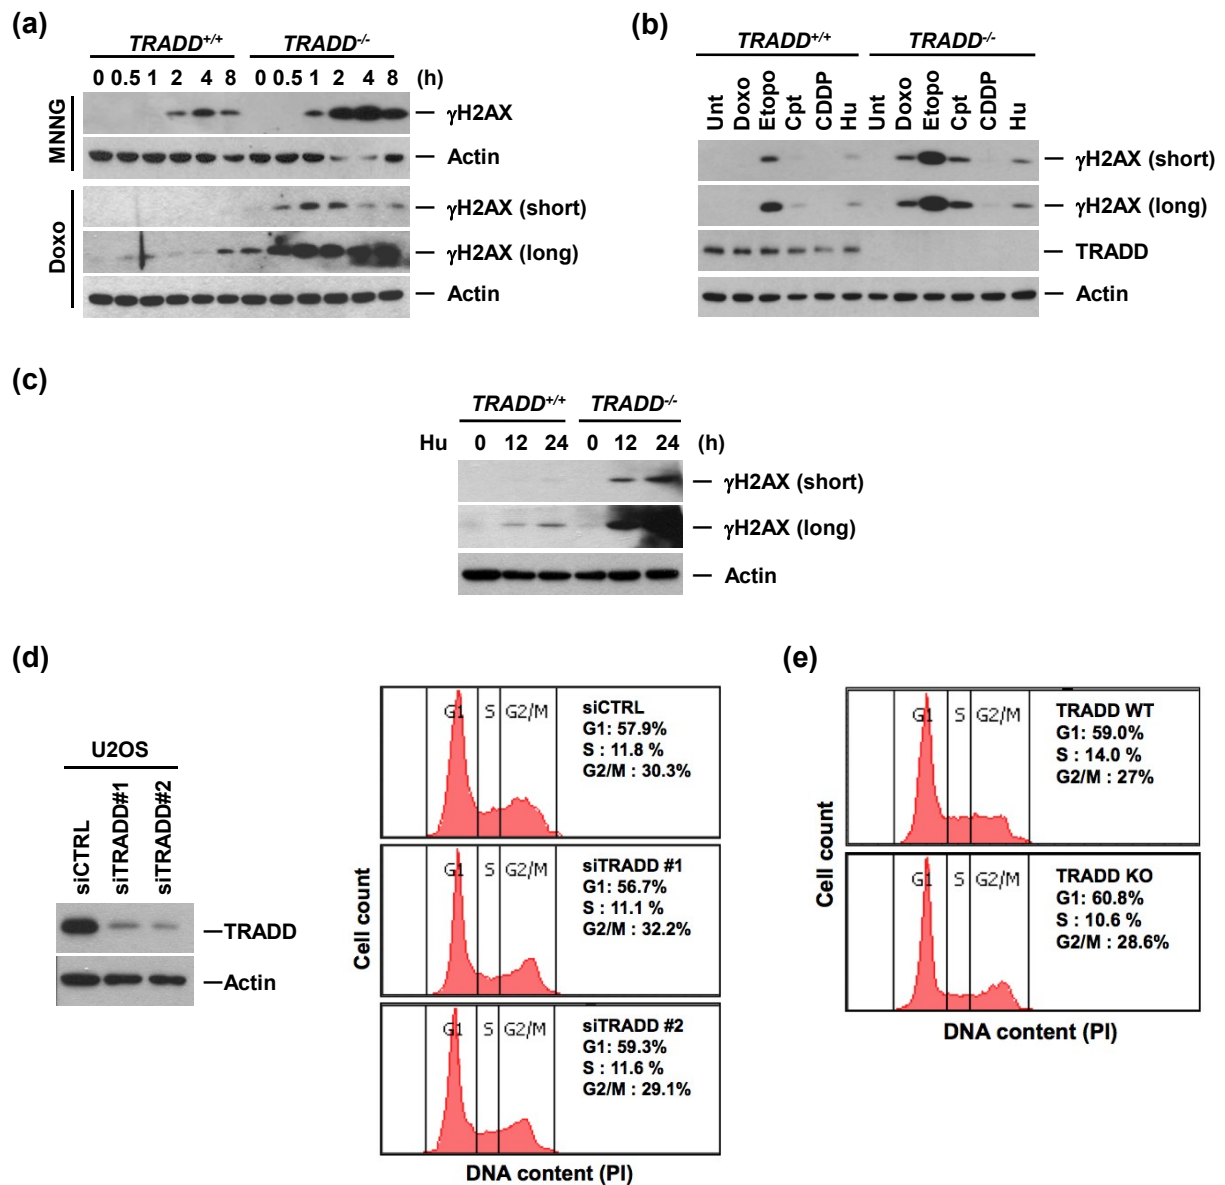 (a)
TRADD+/+ TRADD-/-
0 0.5 1 2 4 8 0 0.5 1 2 4 8 (h)
MNNG
γH2AX
Actin
Doxo
γH2AX (short)
γH2AX (long)
Actin
(b)
TRADD+/+ TRADD-/-
Unt Doxo Etopo Cpt CDDP Hu Unt Doxo Etopo Cpt CDDP Hu
γH2AX (short)
γH2AX (long)
TRADD
Actin
(c)
TRADD+/+ TRADD-/-
Hu 0 12 24 0 12 24 (h)
γH2AX (short)
γH2AX (long)
Actin
(d)
U2OS
siCTRL siTRADD#1 siTRADD#2
TRADD
Actin
Cell count
G1 S G2/M
siCTRL
G1: 57.9%
S : 11.8 %
G2/M : 30.3%
G1 S G2/M
siTRADD #1
G1: 56.7%
S : 11.1 %
G2/M : 32.2%
G1 S G2/M
siTRADD #2
G1: 59.3%
S : 11.6 %
G2/M : 29.1%
DNA content (PI)
(e)
Cell count
G1 S G2/M
TRADD WT
G1: 59.0%
S : 14.0 %
G2/M : 27%
G1 S G2/M
TRADD KO
G1: 60.8%
S : 10.6 %
G2/M : 28.6%
DNA content (PI)